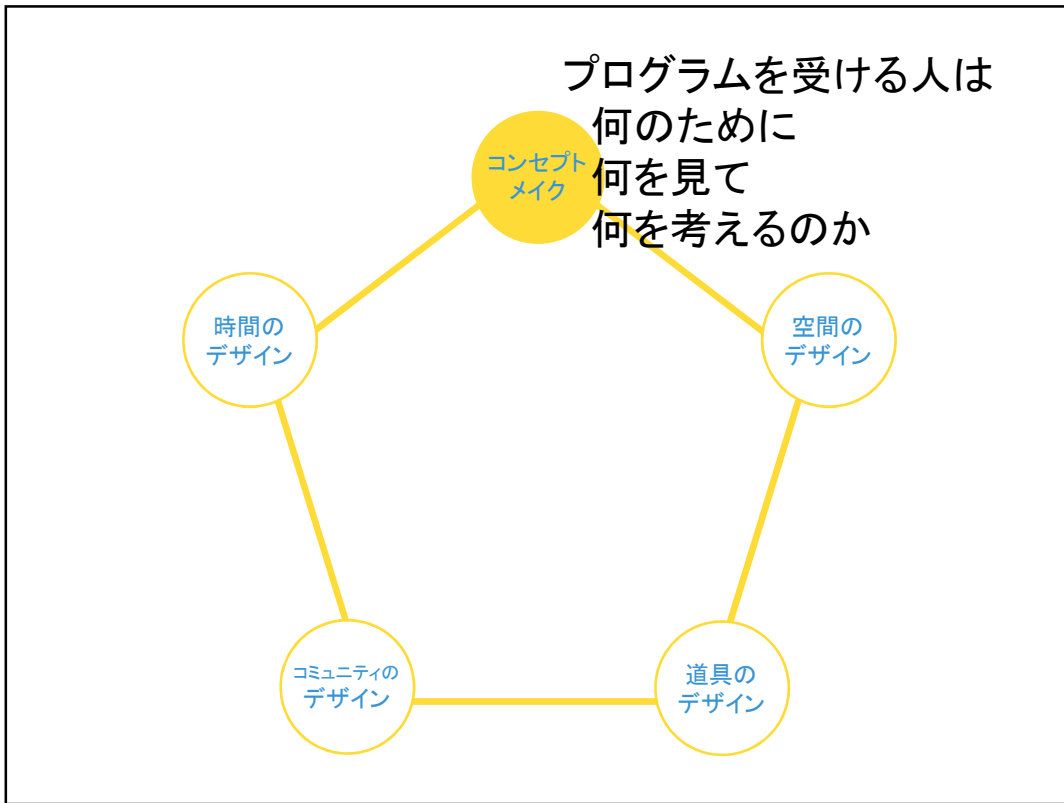 プログラムを受ける人は
何のために
何を見て
何を考えるのか
コンセプト
メイク
時間の
デザイン
空間の
デザイン
コミュニティの
デザイン
道具の
デザイン